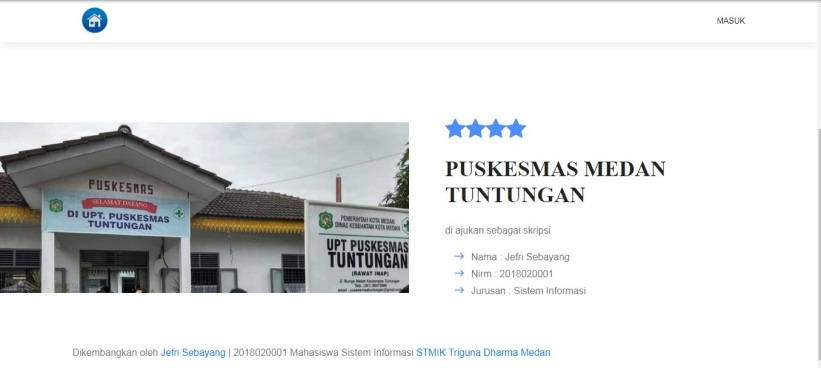 MASUK
PUSKESMAS
SELAMAT DATANG
DI UPT. PUSKESMAS
TUNTUNGAN
PEMERINTAH KOTA MEDAN
DINAS KESEHATAN KOTA MEDAN
UPT PUSKESMAS
TUNTUNGAN
(RAWAT INAP)
PUSKESMAS MEDAN
TUNTUNGAN
di ajukan sebagai skripsi
Nama : Jefri Sebayang
Nirm : 2018020001
Jurusan : Sistem Informasi
Dikembangkan oleh Jefri Sebayang | 2018020001 Mahasiswa Sistem Informasi STMIK Triguna Dharma Medan